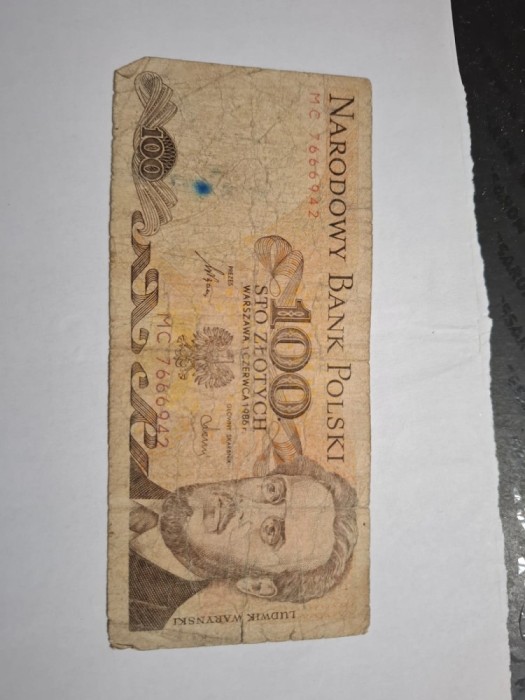 NARODOWY BANK POLSKI
MC 7666942
100
100
STO ZŁOTYCH
WARSZAWA 1 CZERWCA 1986 r.
PREZES
GŁÓWNY SKARBNIK
MC 7666942
LUDWIK WARYŃSKI